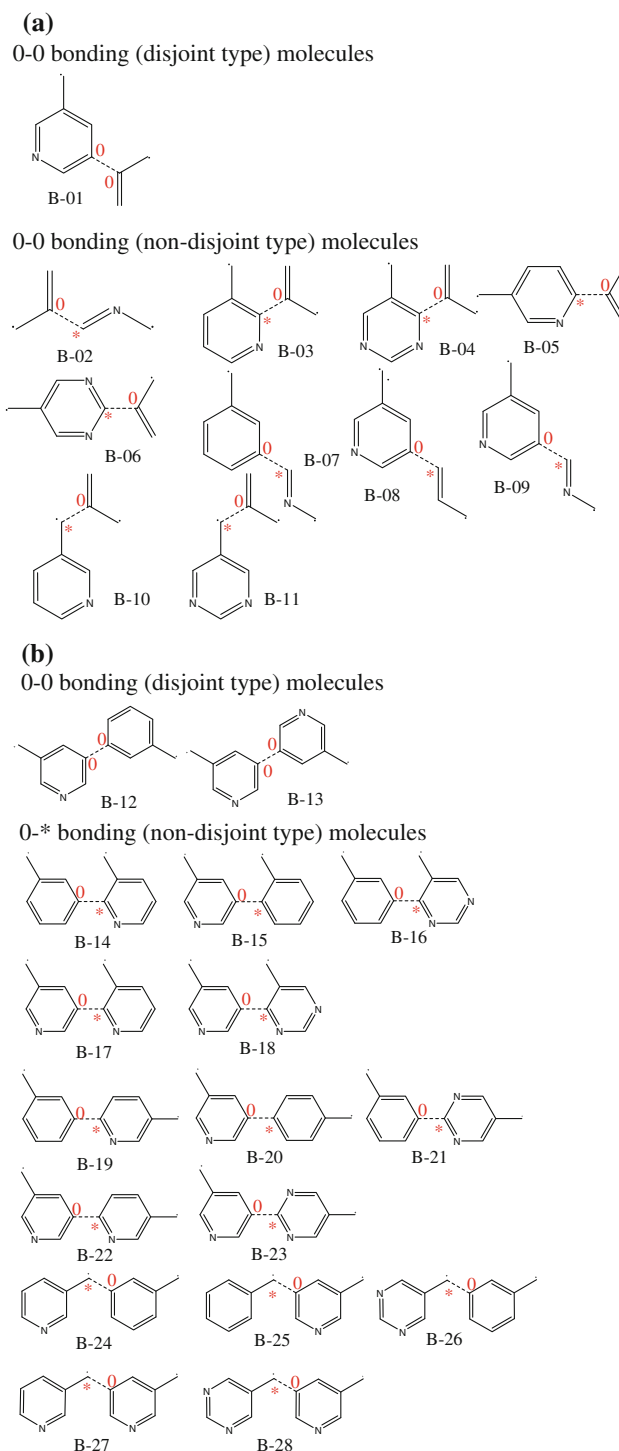 (a)
0-0 bonding (disjoint type) molecules
N
0
0
B-01
0-0 bonding (non-disjoint type) molecules
0
*
N
B-02
0
*
N
B-03
0
*
N
N
B-04
0
*
N
B-05
0
*
N
N
B-06
0
*
N
B-07
0
*
N
B-08
0
*
N
N
B-09
0
*
N
B-10
0
*
N
N
B-11
(b)
0-0 bonding (disjoint type) molecules
0
0
N
B-12
N
0
0
N
B-13
0-* bonding (non-disjoint type) molecules
0
*
N
B-14
0
*
N
B-15
0
*
N
N
B-16
0
*
N
N
B-17
0
*
N
N
N
B-18
0
*
N
B-19
0
*
N
B-20
0
*
N
N
B-21
0
*
N
N
B-22
0
*
N
N
N
B-23
0
*
N
B-24
0
*
N
B-25
0
*
N
N
B-26
0
*
N
N
B-27
0
*
N
N
N
B-28